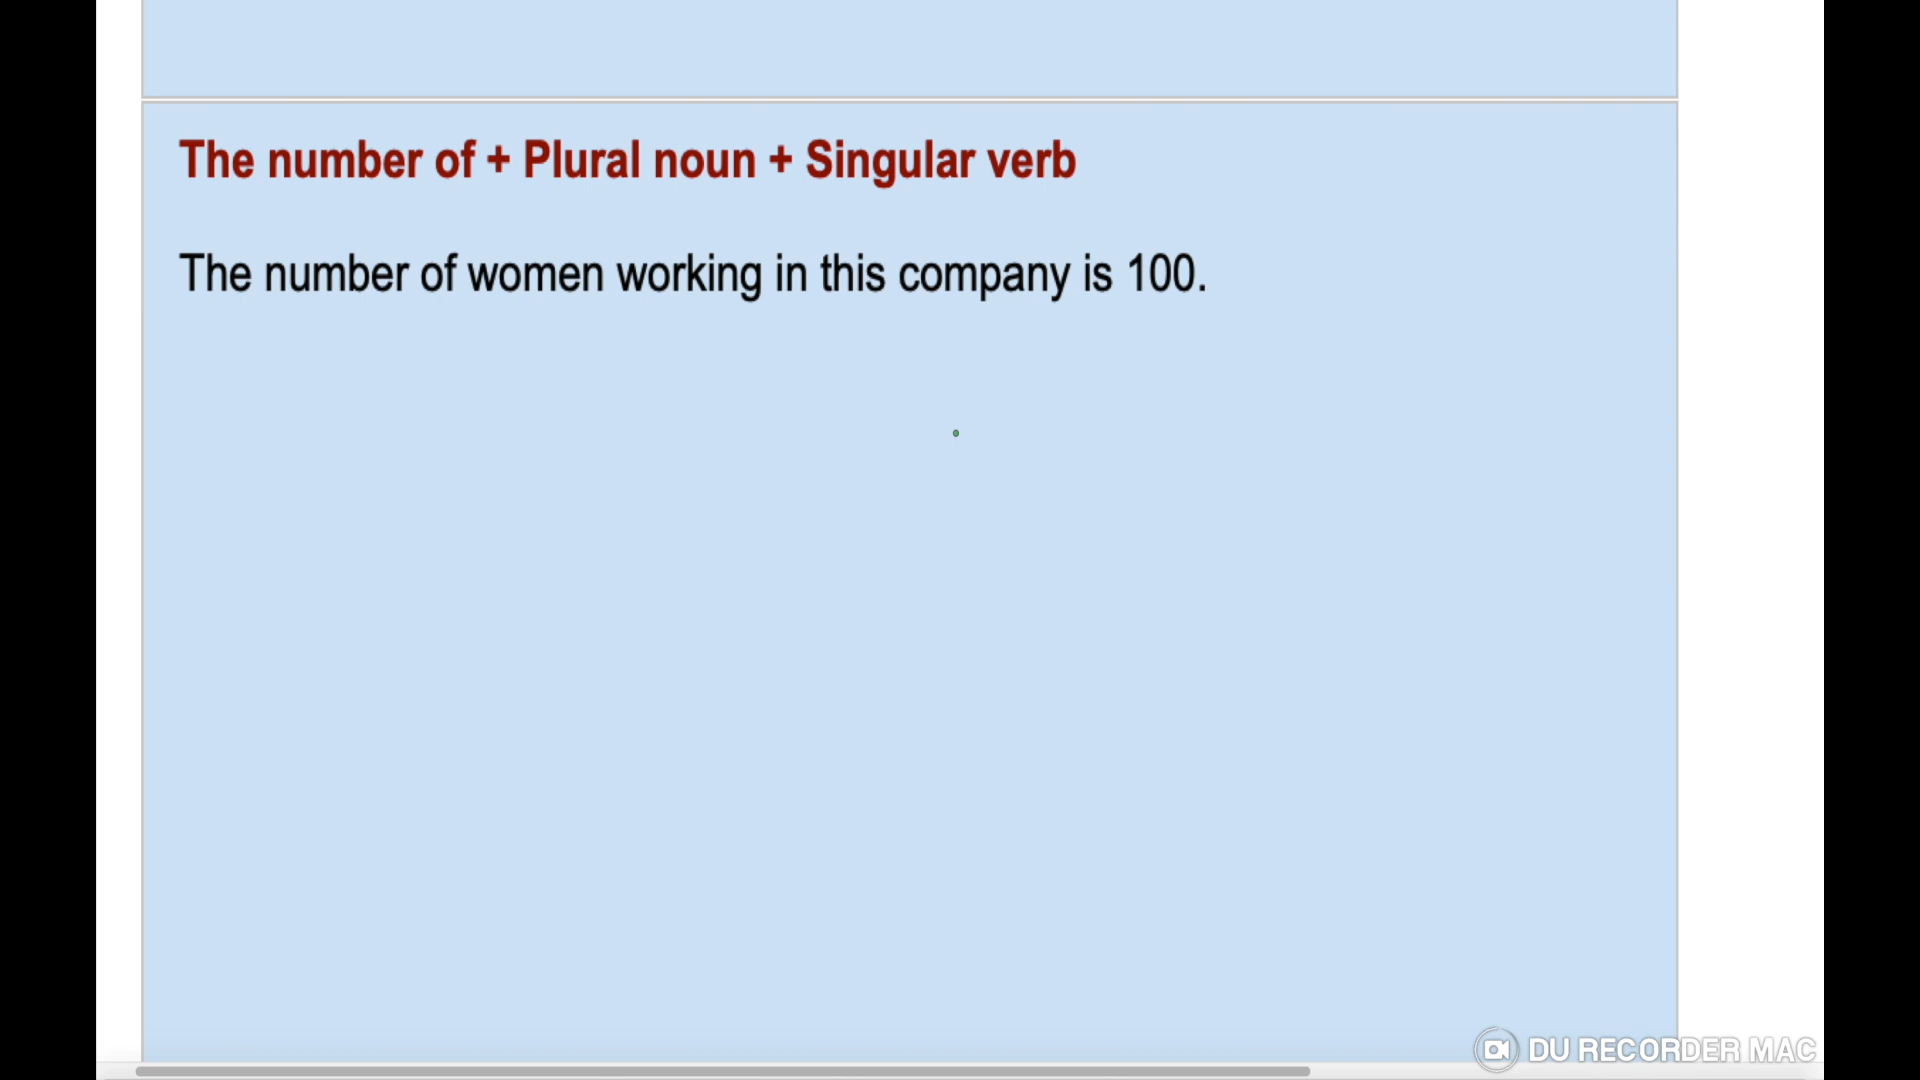 The number of + Plural noun + Singular verb
The number of women working in this company is 100.
DU RECORDER MAC